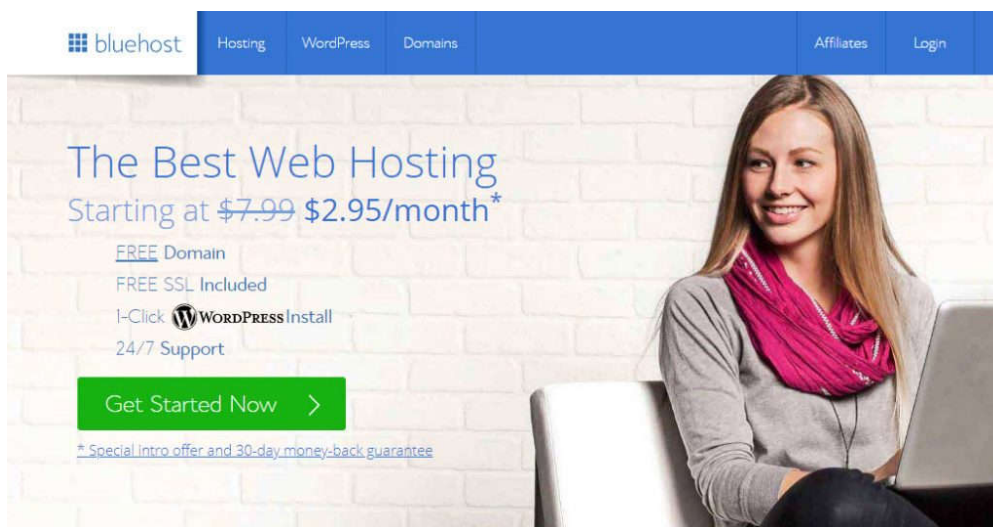 bluehost
Hosting
WordPress
Domains
Affiliates
Login
The Best Web Hosting
Starting at $7.99 $2.95/month*
FREE Domain
FREE SSL Included
1-Click WORDPRESS Install
24/7 Support
Get Started Now
* Special intro offer and 30-day money-back guarantee